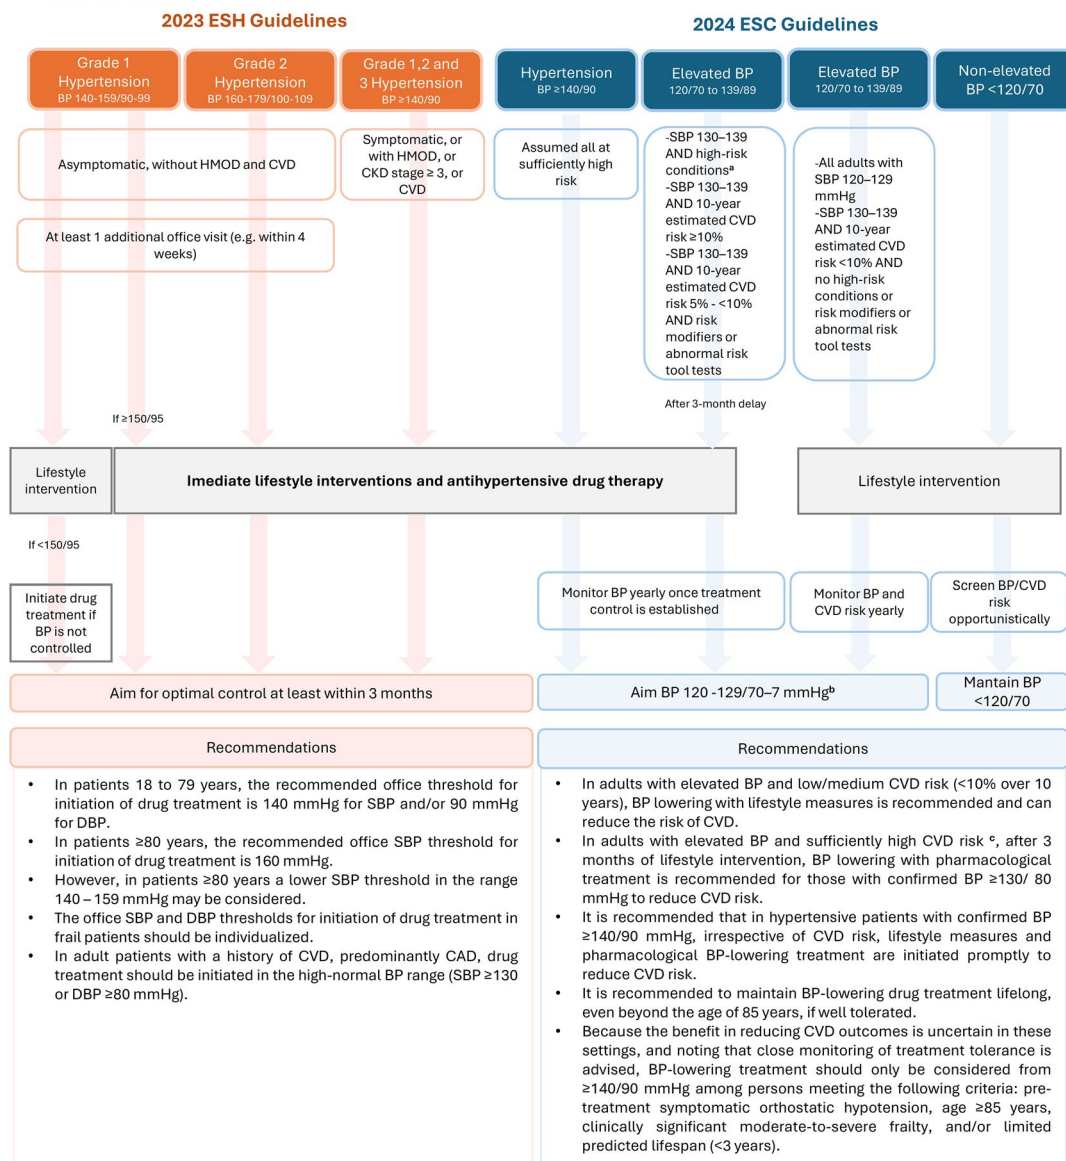 2023 ESH Guidelines
2024 ESC Guidelines
Grade 1
Hypertension
BP 140-159/90-99
Grade 2
Hypertension
BP 160-179/100-109
Grade 1,2 and
3 Hypertension
BP ≥140/90
Hypertension
BP ≥140/90
Elevated BP
120/70 to 139/89
Elevated BP
120/70 to 139/89
Non-elevated
BP <120/70
Asymptomatic, without HMOD and CVD
Symptomatic, or
with HMOD, or
CKD stage ≥ 3, or
CVD
Assumed all at
sufficiently high
risk
-SBP 130–139
AND high-risk
conditionsᵃ
-SBP 130–139
AND 10-year
estimated CVD
risk ≥10%
-SBP 130–139
AND 10-year
estimated CVD
risk 5% - <10%
AND risk
modifiers or
abnormal risk
tool tests
-All adults with
SBP 120–129
mmHg
-SBP 130–139
AND 10-year
estimated CVD
risk <10% AND
no high-risk
conditions or
risk modifiers or
abnormal risk
tool tests
At least 1 additional office visit (e.g. within 4
weeks)
If ≥150/95
After 3-month delay
Lifestyle
intervention
Imediate lifestyle interventions and antihypertensive drug therapy
Lifestyle intervention
If <150/95
Initiate drug
treatment if
BP is not
controlled
Monitor BP yearly once treatment
control is established
Monitor BP and
CVD risk yearly
Screen BP/CVD
risk
opportunistically
Aim for optimal control at least within 3 months
Aim BP 120 -129/70–7 mmHgᵇ
Mantain BP
<120/70
Recommendations
• In patients 18 to 79 years, the recommended office threshold for
initiation of drug treatment is 140 mmHg for SBP and/or 90 mmHg
for DBP.
• In patients ≥80 years, the recommended office SBP threshold for
initiation of drug treatment is 160 mmHg.
• However, in patients ≥80 years a lower SBP threshold in the range
140 – 159 mmHg may be considered.
• The office SBP and DBP thresholds for initiation of drug treatment in
frail patients should be individualized.
• In adult patients with a history of CVD, predominantly CAD, drug
treatment should be initiated in the high-normal BP range (SBP ≥130
or DBP ≥80 mmHg).
Recommendations
• In adults with elevated BP and low/medium CVD risk (<10% over 10
years), BP lowering with lifestyle measures is recommended and can
reduce the risk of CVD.
• In adults with elevated BP and sufficiently high CVD risk ᶜ, after 3
months of lifestyle intervention, BP lowering with pharmacological
treatment is recommended for those with confirmed BP ≥130/ 80
mmHg to reduce CVD risk.
• It is recommended that in hypertensive patients with confirmed BP
≥140/90 mmHg, irrespective of CVD risk, lifestyle measures and
pharmacological BP-lowering treatment are initiated promptly to
reduce CVD risk.
• It is recommended to maintain BP-lowering drug treatment lifelong,
even beyond the age of 85 years, if well tolerated.
• Because the benefit in reducing CVD outcomes is uncertain in these
settings, and noting that close monitoring of treatment tolerance is
advised, BP-lowering treatment should only be considered from
≥140/90 mmHg among persons meeting the following criteria: pre-
treatment symptomatic orthostatic hypotension, age ≥85 years,
clinically significant moderate-to-severe frailty, and/or limited
predicted lifespan (<3 years).